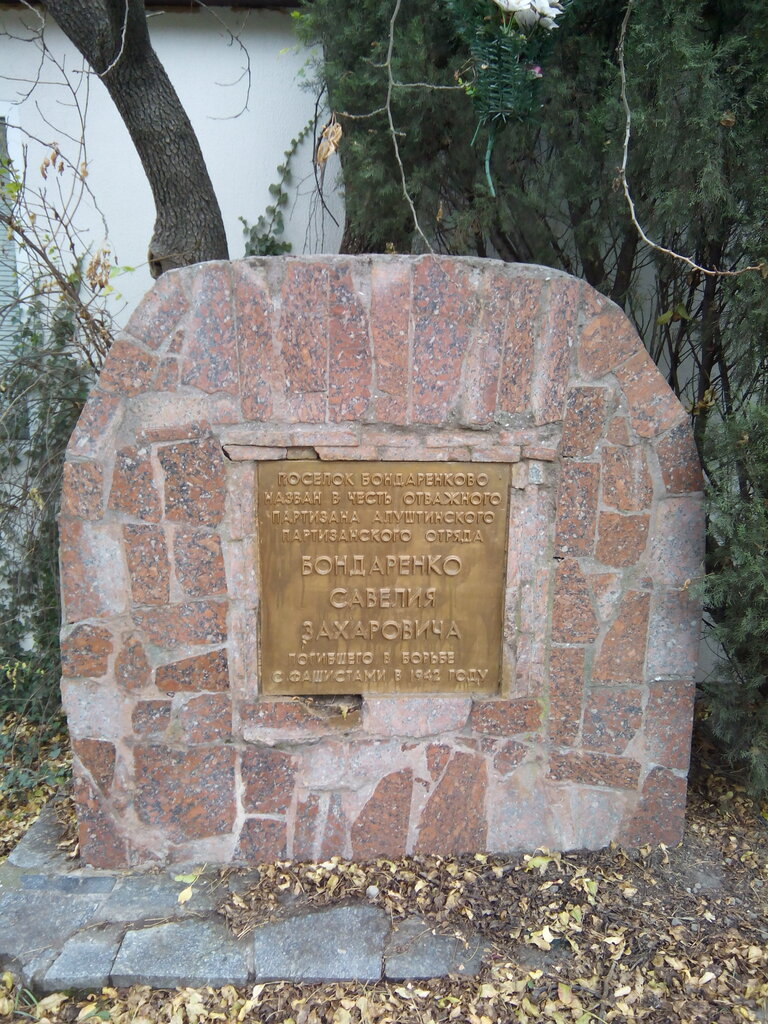 ПОСЕЛОК БОНДАРЕНКОВО
НАЗВАН В ЧЕСТЬ ОТВАЖНОГО
ПАРТИЗАНА АЛУШТИНСКОГО
ПАРТИЗАНСКОГО ОТРЯДА
БОНДАРЕНКО
САВЕЛИЯ
ЗАХАРОВИЧА
ПОГИБШЕГО В БОРЬБЕ
С ФАШИСТАМИ В 1942 ГОДУ